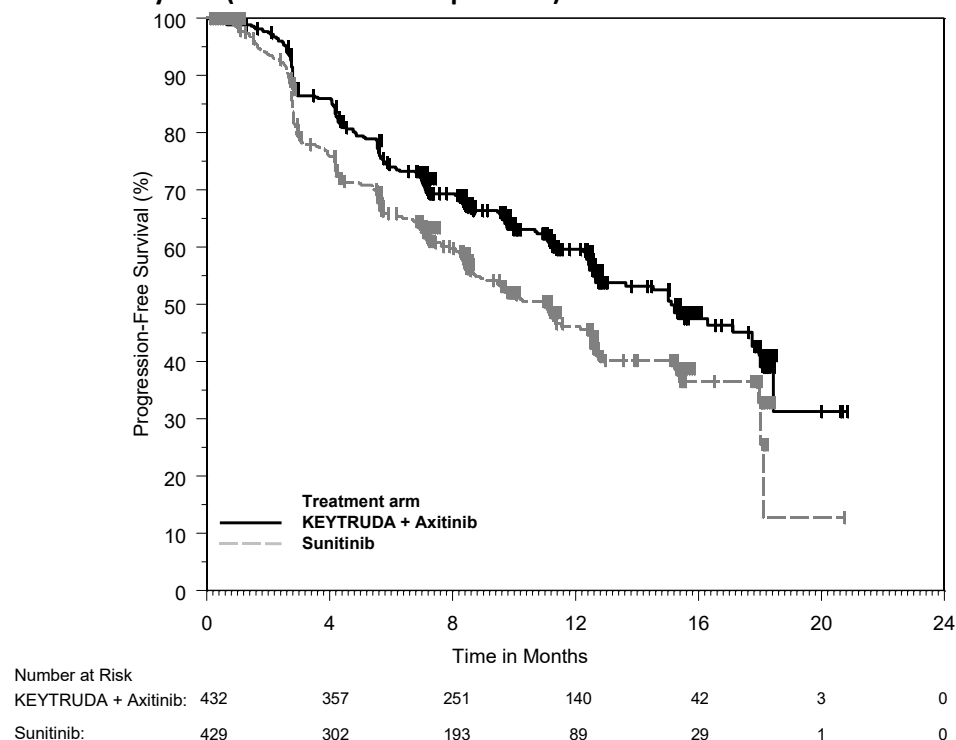 100
90
80
70
60
50
40
30
20
10
0
Progression-Free Survival (%)
Treatment arm
KEYTRUDA + Axitinib
Sunitinib
0 4 8 12 16 20 24
Time in Months
Number at Risk
KEYTRUDA + Axitinib: 432 357 251 140 42 3 0
Sunitinib: 429 302 193 89 29 1 0